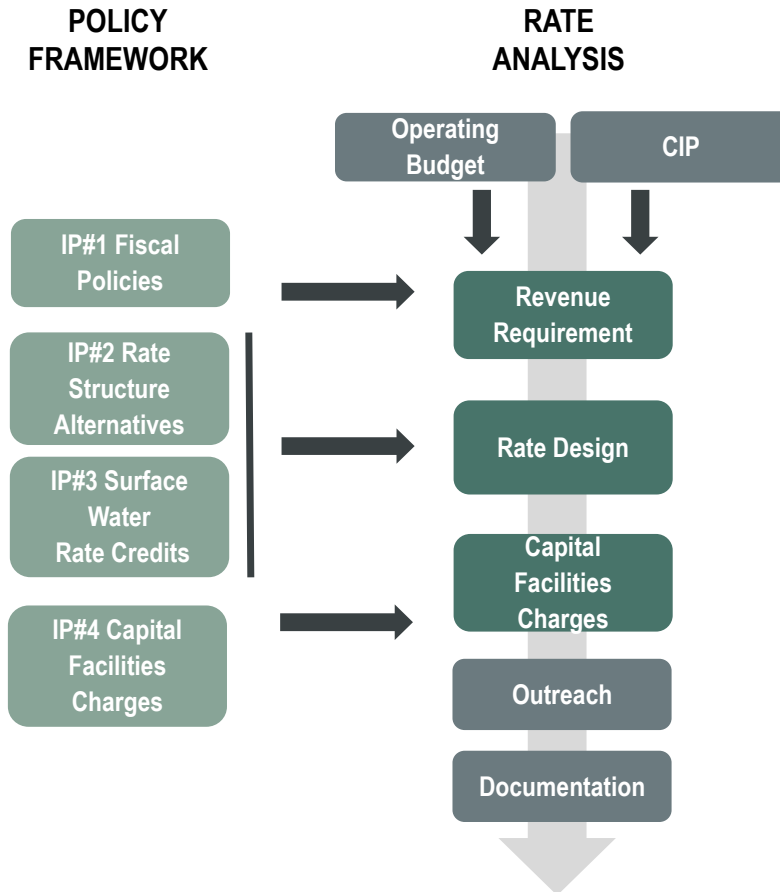 POLICY
FRAMEWORK
RATE
ANALYSIS
Operating
Budget
CIP
IP#1 Fiscal
Policies
Revenue
Requirement
IP#2 Rate
Structure
Alternatives
Rate Design
IP#3 Surface
Water
Rate Credits
Capital
Facilities
Charges
IP#4 Capital
Facilities
Charges
Outreach
Documentation